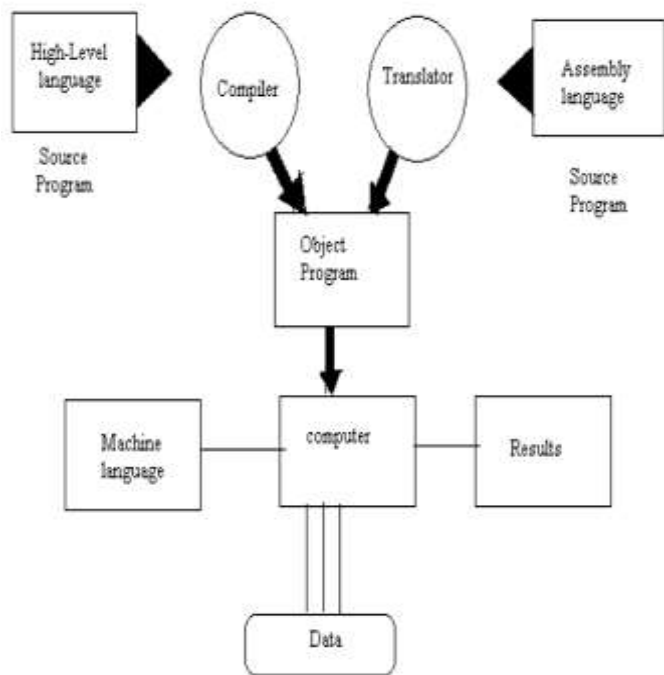 High-Level
language
Compiler
Translator
Assembly
language
Source
Program
Source
Program
Object
Program
Machine
language
computer
Results
Data